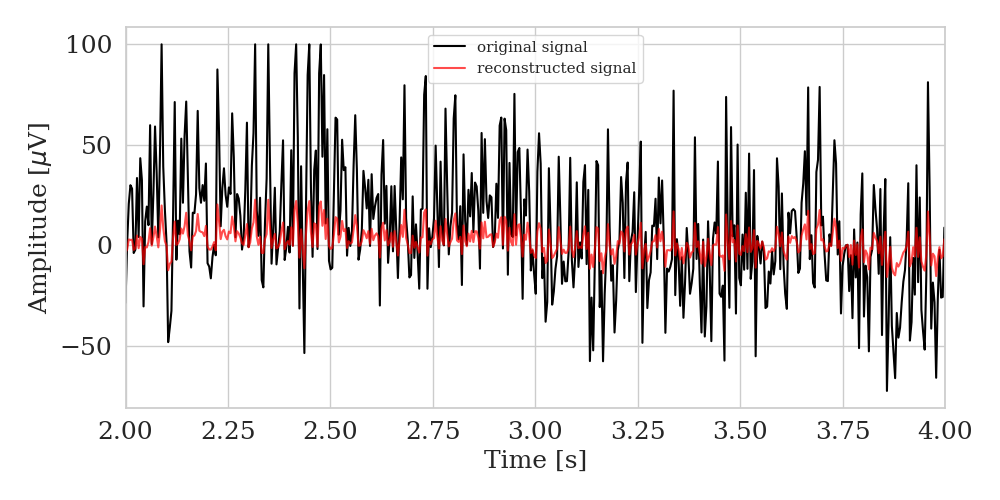 original signal
reconstructed signal
Amplitude [μV]
100
50
0
−50
2.00 2.25 2.50 2.75 3.00 3.25 3.50 3.75 4.00
Time [s]